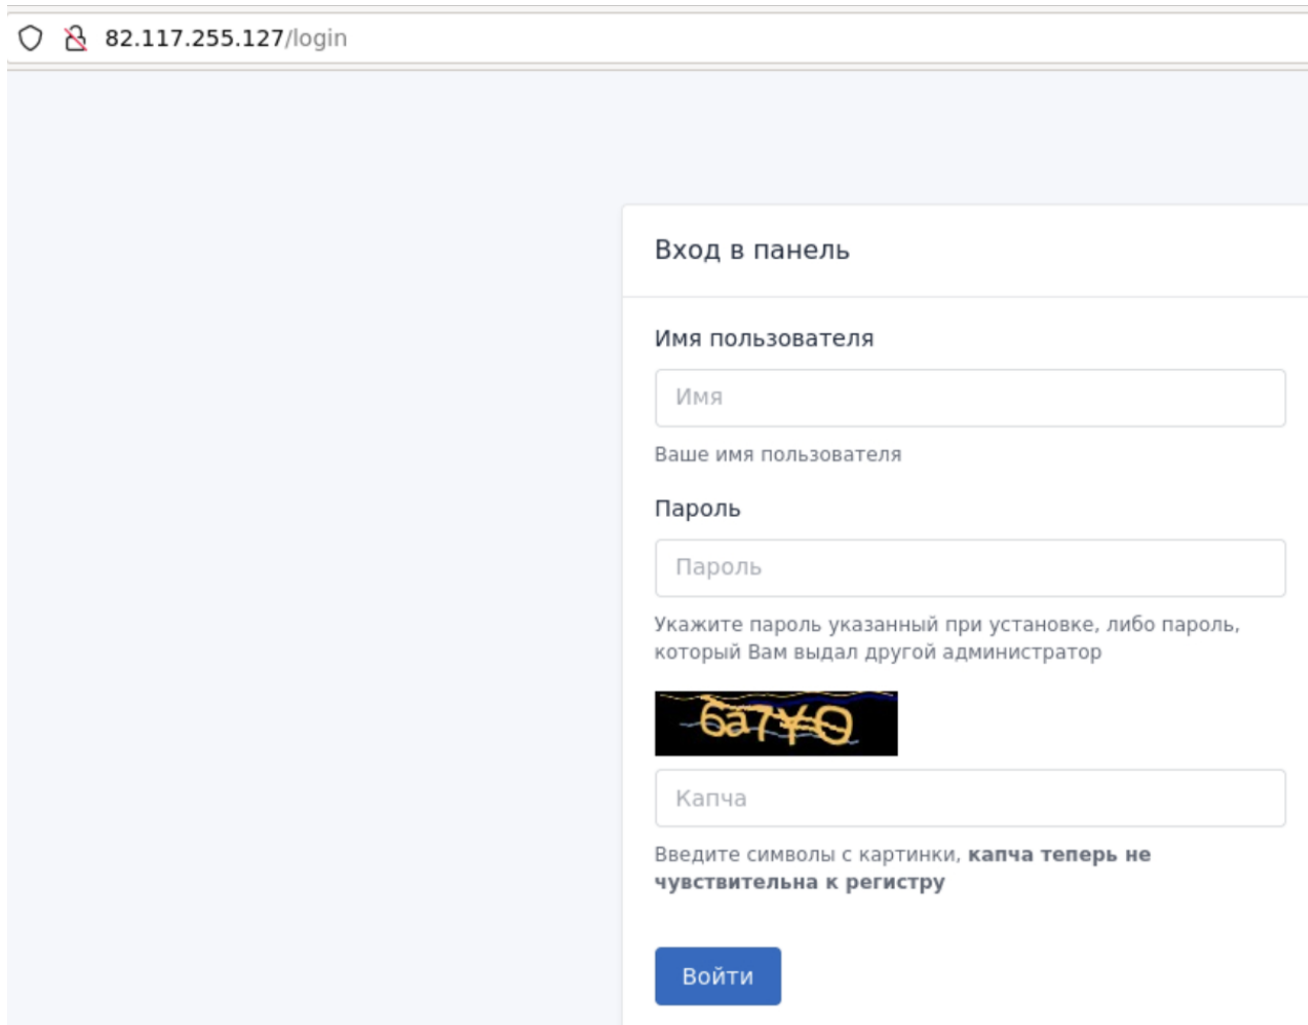 82.117.255.127/login
Вход в панель
Имя пользователя
Имя
Ваше имя пользователя
Пароль
Пароль
Укажите пароль указанный при установке, либо пароль,
который Вам выдал другой администратор
6a7YO
Капча
Введите символы с картинки, капча теперь не
чувствительна к регистру
Войти